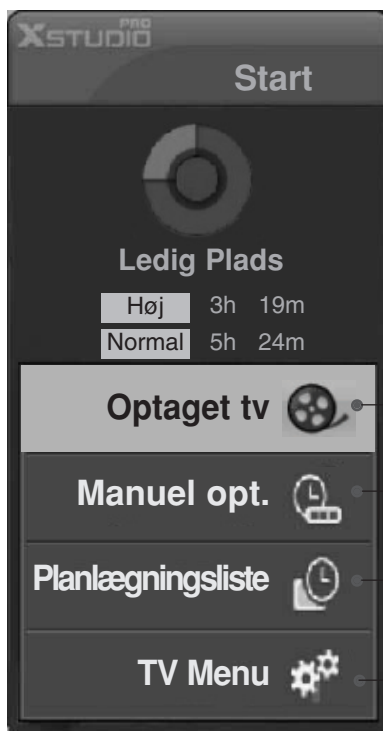 XSTUDIO PRO
Start
Ledig Plads
Høj 3h 19m
Normal 5h 24m
Optaget tv
Manuel opt.
Planlægningsliste
TV Menu